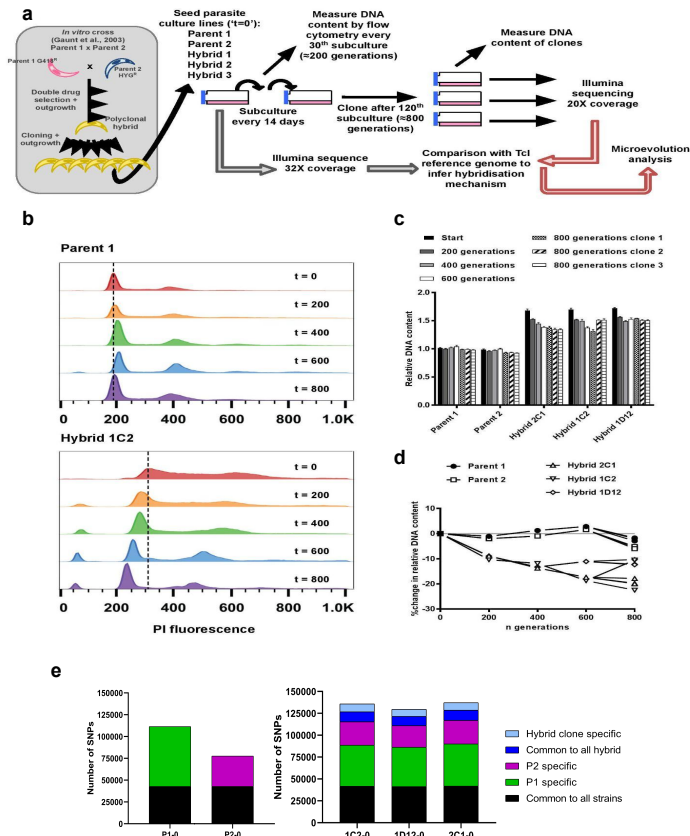 a
In vitro cross
(Gaunt et al., 2003)
Parent 1 x Parent 2
Parent 1 G418R
x
Parent 2
HYGR
Double drug
selection +
outgrowth
Polyclonal
hybrid
Cloning +
outgrowth
Seed parasite
culture lines ('t=0'):
Parent 1
Parent 2
Hybrid 1
Hybrid 2
Hybrid 3
Measure DNA
content by flow
cytometry every
30th subculture
(≈200 generations)
Subculture
every 14 days
Clone after 120th
subculture (≈800
generations)
Measure DNA
content of clones
Illumina
sequencing
20X coverage
Illumina sequence
32X coverage
Comparison with TcI
reference genome to
infer hybridisation
mechanism
Microevolution
analysis
b
Parent 1
t = 0
t = 200
t = 400
t = 600
t = 800
0 200 400 600 800 1.0K
Hybrid 1C2
t = 0
t = 200
t = 400
t = 600
t = 800
0 200 400 600 800 1.0K
PI fluorescence
c
Start
200 generations
400 generations
600 generations
800 generations clone 1
800 generations clone 2
800 generations clone 3
Relative DNA content
2.0
1.5
1.0
0.5
0.0
Parent 1
Parent 2
Hybrid 2C1
Hybrid 1C2
Hybrid 1D12
d
Parent 1
Parent 2
Hybrid 2C1
Hybrid 1C2
Hybrid 1D12
%change in relative DNA content
10
0
-10
-20
-30
0 200 400 600 800
n generations
e
Number of SNPs
150000
125000
100000
75000
50000
25000
0
P1-0 P2-0
Number of SNPs
150000
125000
100000
75000
50000
25000
0
1C2-0 1D12-0 2C1-0
Hybrid clone specific
Common to all hybrid
P2 specific
P1 specific
Common to all strains